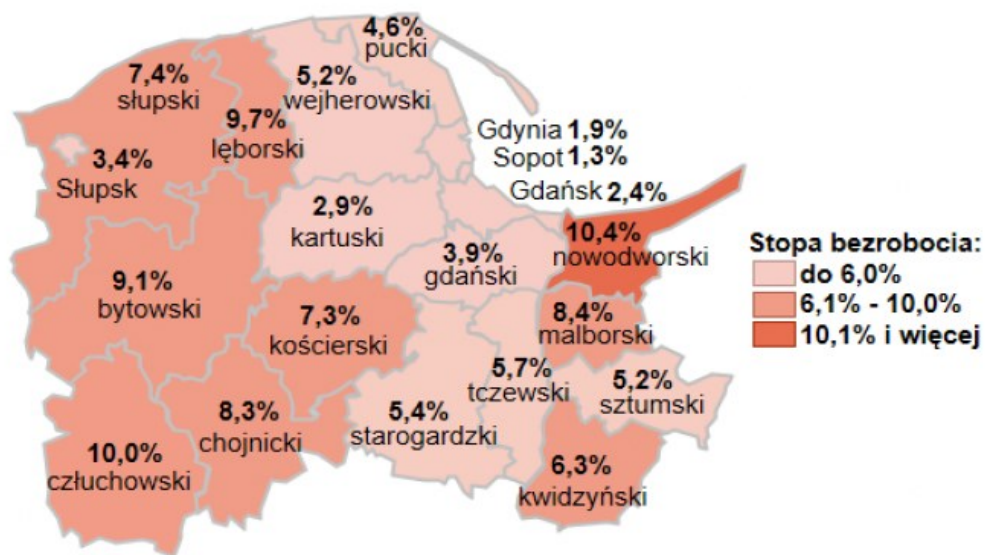 4,6%
pucki
7,4%
słupski
5,2%
wejherowski
9,7%
lęborski
Gdynia 1,9%
Sopot 1,3%
Gdańsk 2,4%
3,4%
Słupsk
2,9%
kartuski
3,9%
gdański
10,4%
nowodworski
Stopa bezrobocia:
do 6,0%
6,1% - 10,0%
10,1% i więcej
9,1%
bytowski
7,3%
kościerski
8,4%
malborski
5,7%
tczewski
5,2%
sztumski
8,3%
chojnicki
5,4%
starogardzki
10,0%
człuchowski
6,3%
kwidzyński